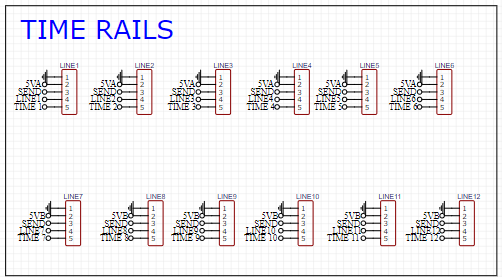 TIME RAILS
LINE1 LINE2 LINE3 LINE4 LINE5 LINE6
1 1 1 1 1 1
5VA 2 5VA 2 5VA 2 5VA 2 5VA 2 5VA 2
SEND 3 SEND 3 SEND 3 SEND 3 SEND 3 SEND 3
LINE1 4 LINE2 4 LINE3 4 LINE4 4 LINE5 4 LINE6 4
TIME 1 5 TIME 2 5 TIME 3 5 TIME 4 5 TIME 5 5 TIME 6 5
LINE7 LINE8 LINE9 LINE10 LINE11 LINE12
1 1 1 1 1 1
5VB 2 5VB 2 5VB 2 5VB 2 5VB 2 5VB 2
SEND 3 SEND 3 SEND 3 SEND 3 SEND 3 SEND 3
LINE7 4 LINE8 4 LINE9 4 LINE10 4 LINE11 4 LINE12 4
TIME 7 5 TIME 8 5 TIME 9 5 TIME 10 5 TIME 11 5 TIME 12 5